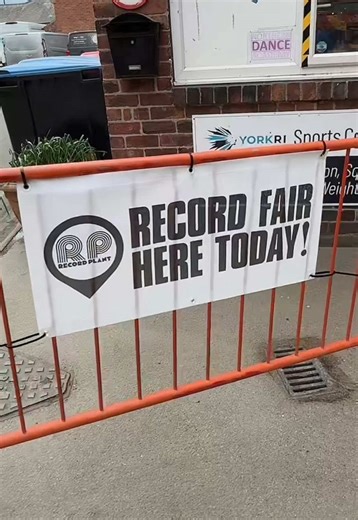 DANCE
YORKRI Sports C
RP
RECORD PLANT
RECORD FAIR
HERE TODAY!